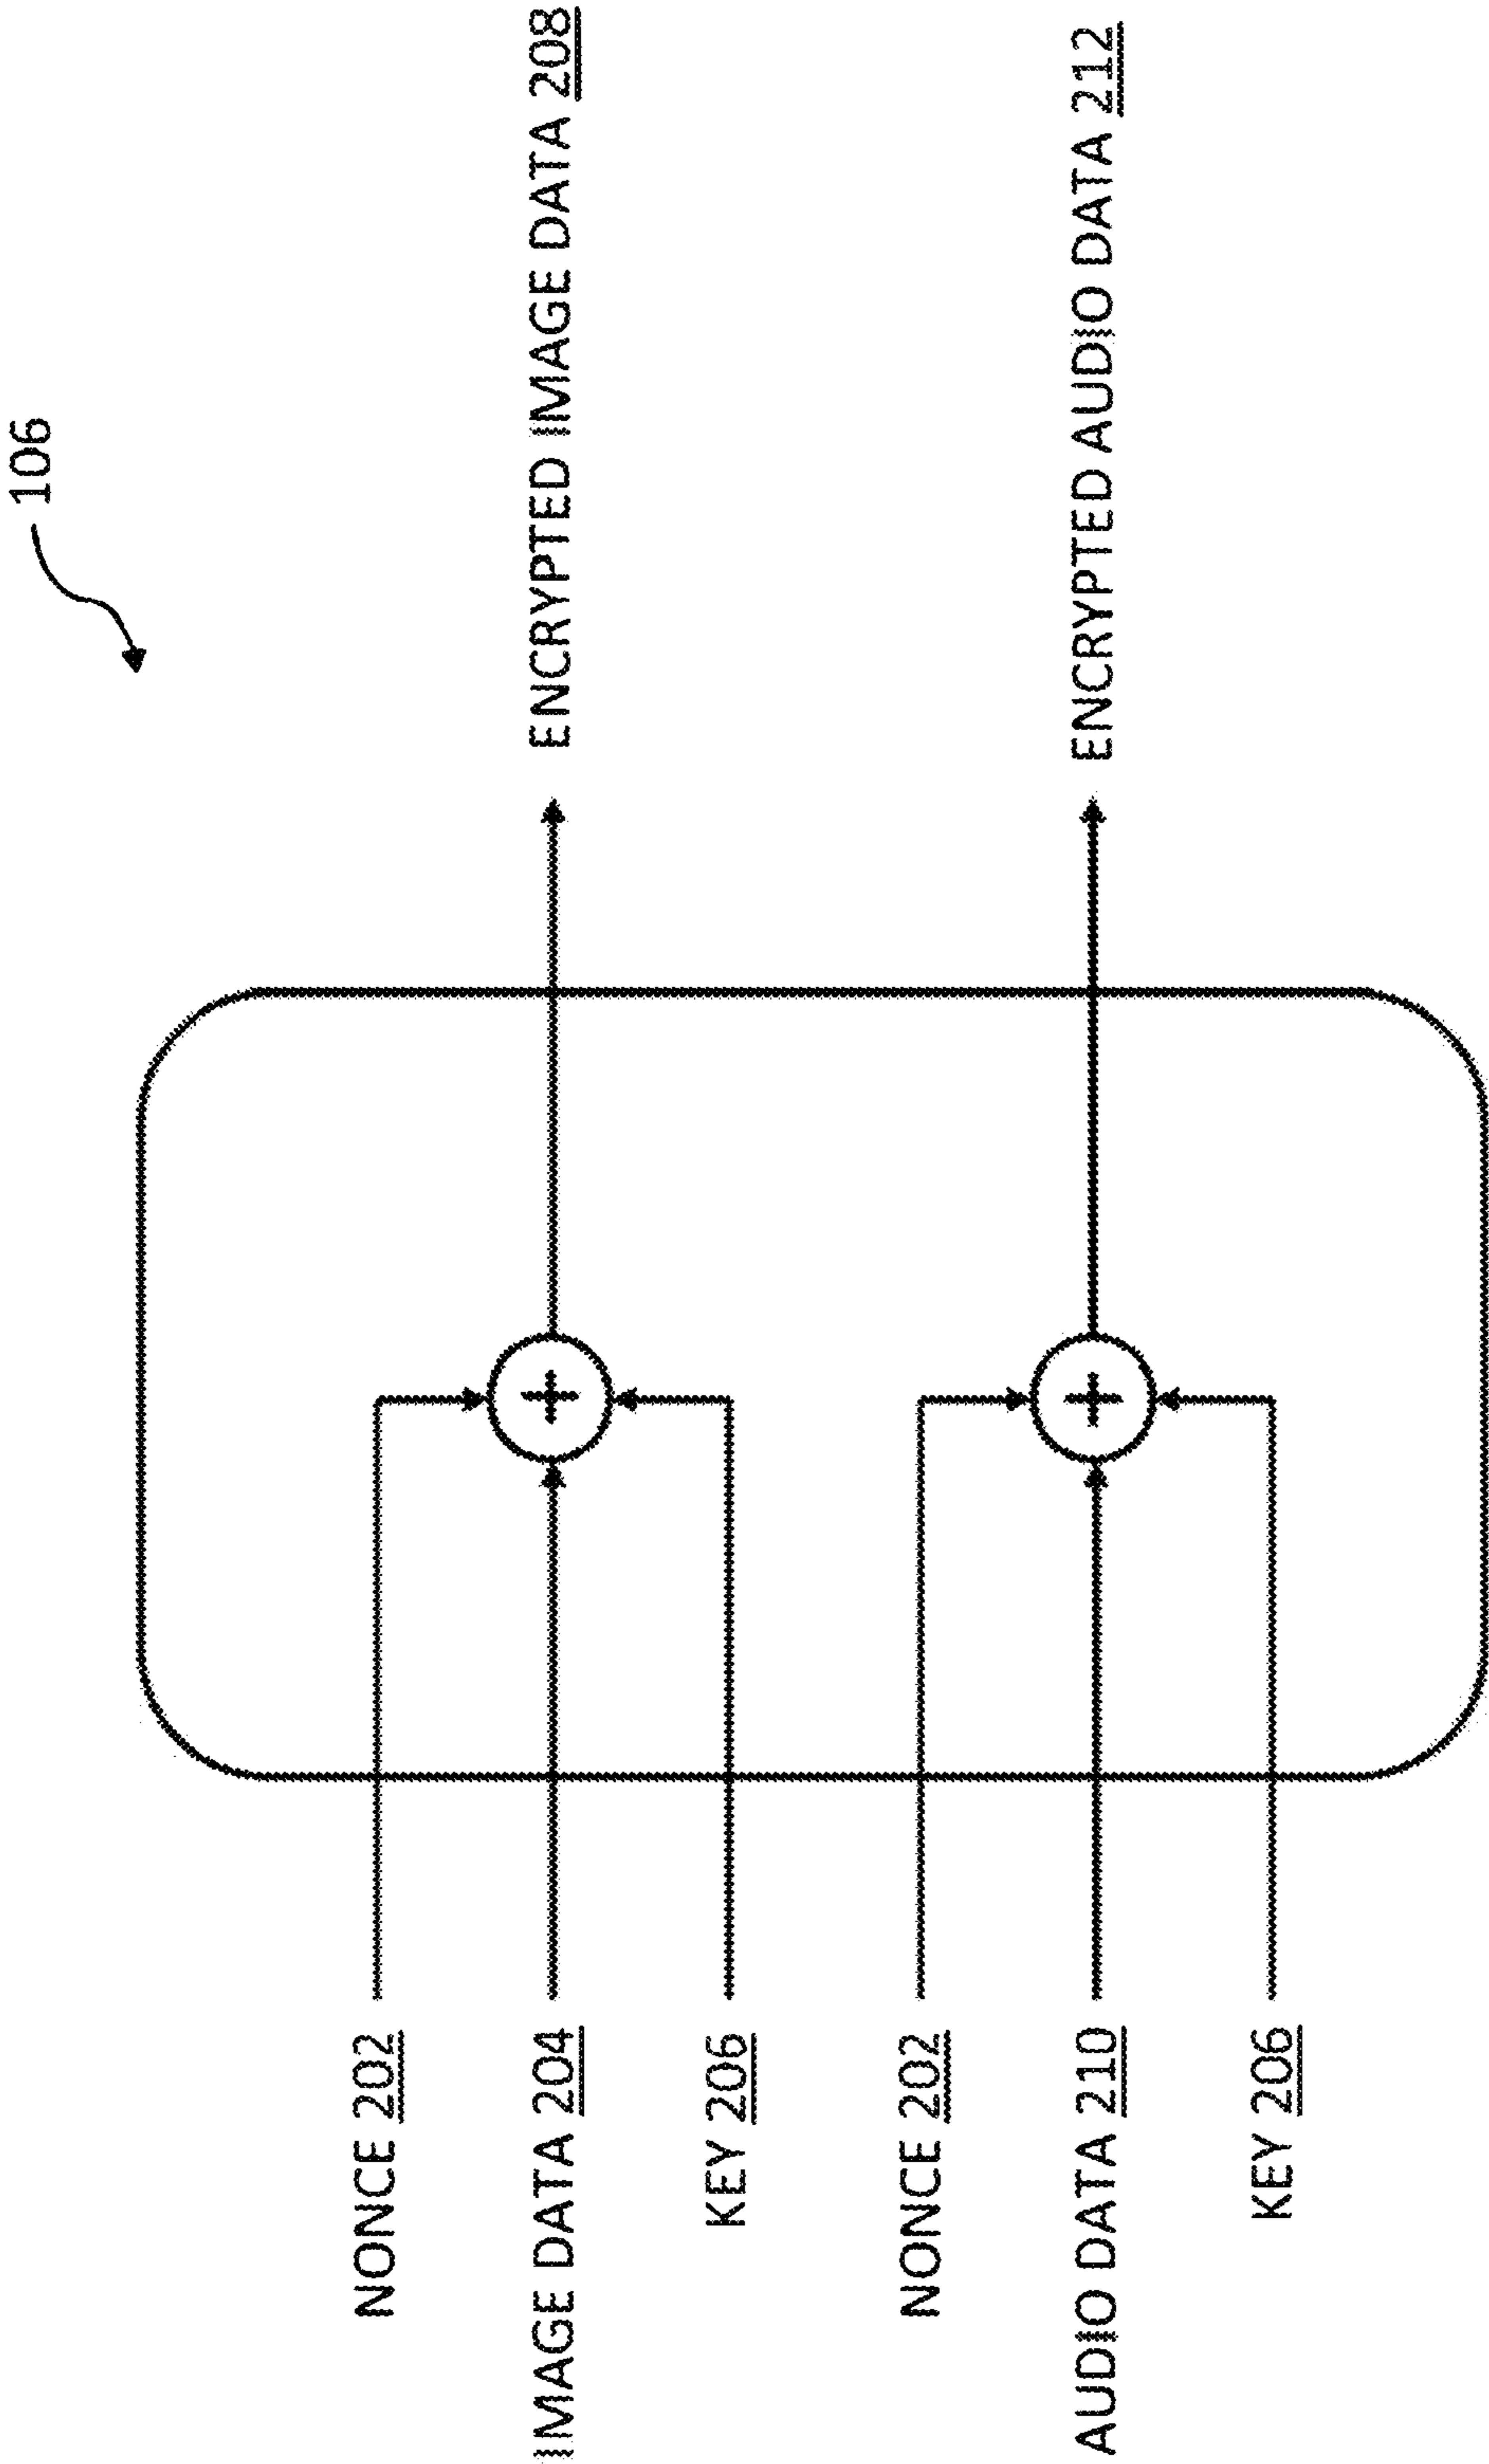 106
NONCE 202
IMAGE DATA 204
KEY 206
ENCRYPTED IMAGE DATA 208
NONCE 202
AUDIO DATA 210
KEY 206
ENCRYPTED AUDIO DATA 212